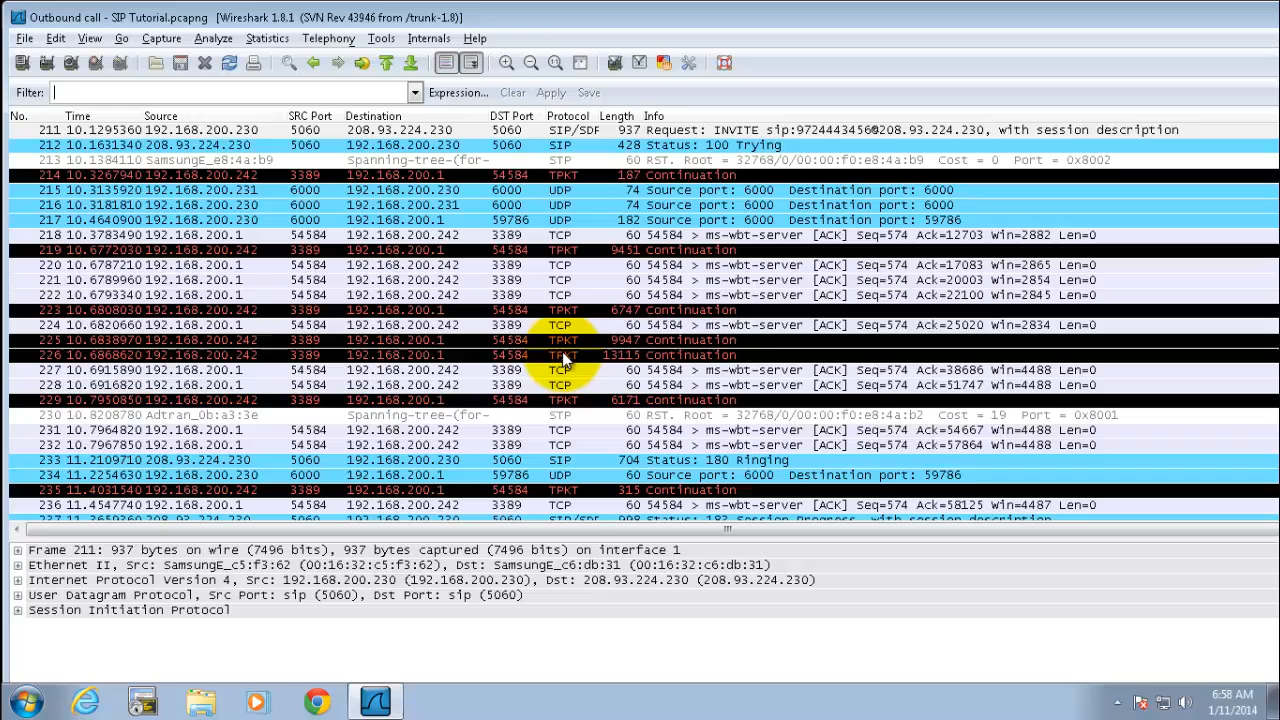 Outbound call - SIP Tutorial.pcapng [Wireshark 1.8.1 (SVN Rev 43946 from /trunk-1.8)]
File Edit View Go Capture Analyze Statistics Telephony Tools Internals Help
Filter: Expression... Clear Apply Save
No. Time Source SRC Port Destination DST Port Protocol Length Info
211 10.1295360 192.168.200.230 5060 208.93.224.230 5060 SIP/SDF 937 Request: INVITE sip:97244434569@208.93.224.230, with session description
212 10.1631340 208.93.224.230 5060 192.168.200.230 5060 SIP 428 Status: 100 Trying
213 10.1384110 SamsungE_e8:4a:b9 Spanning-tree-(for- STP 60 RST. Root = 32768/0/00:00:f0:e8:4a:b9 Cost = 0 Port = 0x8002
214 10.3267940 192.168.200.242 3389 192.168.200.1 54584 TPKT 187 Continuation
215 10.3135920 192.168.200.231 6000 192.168.200.230 6000 UDP 74 Source port: 6000 Destination port: 6000
216 10.3181810 192.168.200.230 6000 192.168.200.231 6000 UDP 74 Source port: 6000 Destination port: 6000
217 10.4640900 192.168.200.230 6000 192.168.200.1 59786 UDP 182 Source port: 6000 Destination port: 59786
218 10.3783490 192.168.200.1 54584 192.168.200.242 3389 TCP 60 54584 > ms-wbt-server [ACK] Seq=574 Ack=12703 Win=2882 Len=0
219 10.6772030 192.168.200.242 3389 192.168.200.1 54584 TPKT 9451 Continuation
220 10.6787210 192.168.200.1 54584 192.168.200.242 3389 TCP 60 54584 > ms-wbt-server [ACK] Seq=574 Ack=17083 Win=2865 Len=0
221 10.6789960 192.168.200.1 54584 192.168.200.242 3389 TCP 60 54584 > ms-wbt-server [ACK] Seq=574 Ack=20003 Win=2854 Len=0
222 10.6793340 192.168.200.1 54584 192.168.200.242 3389 TCP 60 54584 > ms-wbt-server [ACK] Seq=574 Ack=22100 Win=2845 Len=0
223 10.6808030 192.168.200.242 3389 192.168.200.1 54584 TPKT 6747 Continuation
224 10.6820660 192.168.200.1 54584 192.168.200.242 3389 TCP 60 54584 > ms-wbt-server [ACK] Seq=574 Ack=25020 Win=2834 Len=0
225 10.6838970 192.168.200.242 3389 192.168.200.1 54584 TPKT 9947 Continuation
226 10.6868620 192.168.200.242 3389 192.168.200.1 54584 TPKT 13115 Continuation
227 10.6915890 192.168.200.1 54584 192.168.200.242 3389 TCP 60 54584 > ms-wbt-server [ACK] Seq=574 Ack=38686 Win=4488 Len=0
228 10.6916820 192.168.200.1 54584 192.168.200.242 3389 TCP 60 54584 > ms-wbt-server [ACK] Seq=574 Ack=51747 Win=4488 Len=0
229 10.7950850 192.168.200.242 3389 192.168.200.1 54584 TPKT 6171 Continuation
230 10.8208780 Adtran_0b:a3:3e Spanning-tree-(for- STP 60 RST. Root = 32768/0/00:00:f0:e8:4a:b2 Cost = 19 Port = 0x8001
231 10.7964820 192.168.200.1 54584 192.168.200.242 3389 TCP 60 54584 > ms-wbt-server [ACK] Seq=574 Ack=54667 Win=4488 Len=0
232 10.7967850 192.168.200.1 54584 192.168.200.242 3389 TCP 60 54584 > ms-wbt-server [ACK] Seq=574 Ack=57864 Win=4488 Len=0
233 11.2109710 208.93.224.230 5060 192.168.200.230 5060 SIP 704 Status: 180 Ringing
234 11.2254630 192.168.200.230 6000 192.168.200.1 59786 UDP 60 Source port: 6000 Destination port: 59786
235 11.4031540 192.168.200.242 3389 192.168.200.1 54584 TPKT 315 Continuation
236 11.4547740 192.168.200.1 54584 192.168.200.242 3389 TCP 60 54584 > ms-wbt-server [ACK] Seq=574 Ack=58125 Win=4487 Len=0
237 11.3659360 208.93.224.230 5060 192.168.200.230 5060 SIP/SDF 998 Status: 183 Session Progress, with session description
Frame 211: 937 bytes on wire (7496 bits), 937 bytes captured (7496 bits) on interface 1
Ethernet II, Src: SamsungE_c5:f3:62 (00:16:32:c5:f3:62), Dst: SamsungE_c6:db:31 (00:16:32:c6:db:31)
Internet Protocol Version 4, Src: 192.168.200.230 (192.168.200.230), Dst: 208.93.224.230 (208.93.224.230)
User Datagram Protocol, Src Port: sip (5060), Dst Port: sip (5060)
Session Initiation Protocol
6:58 AM
1/11/2014